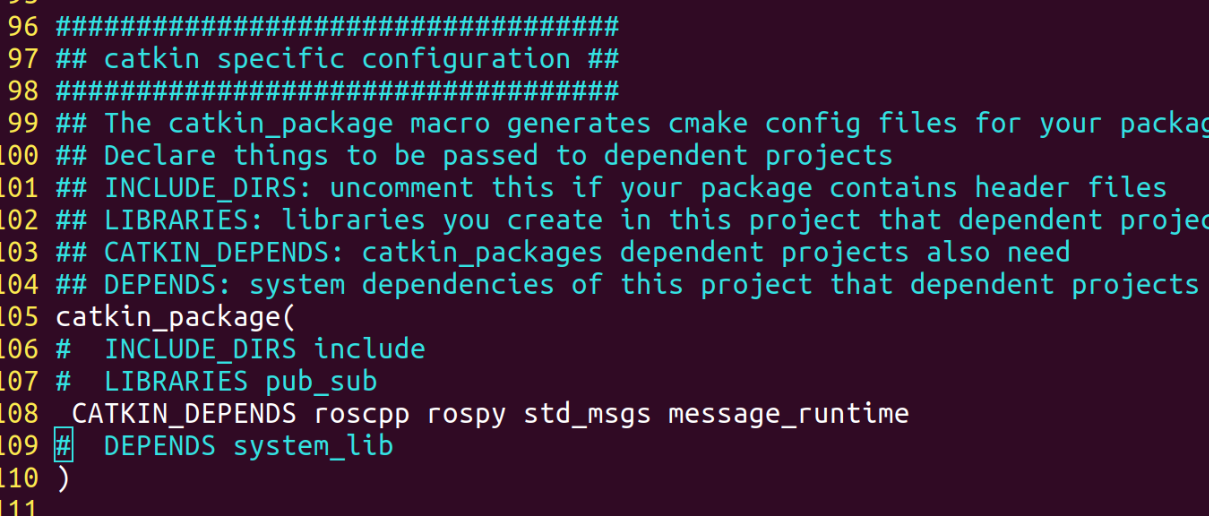 96 ###################################
97 ## catkin specific configuration ##
98 ###################################
99 ## The catkin_package macro generates cmake config files for your packag
100 ## Declare things to be passed to dependent projects
101 ## INCLUDE_DIRS: uncomment this if your package contains header files
102 ## LIBRARIES: libraries you create in this project that dependent projec
103 ## CATKIN_DEPENDS: catkin_packages dependent projects also need
104 ## DEPENDS: system dependencies of this project that dependent projects
105 catkin_package(
106 #  INCLUDE_DIRS include
107 #  LIBRARIES pub_sub
108  CATKIN_DEPENDS roscpp rospy std_msgs message_runtime
109 #  DEPENDS system_lib
110 )
111